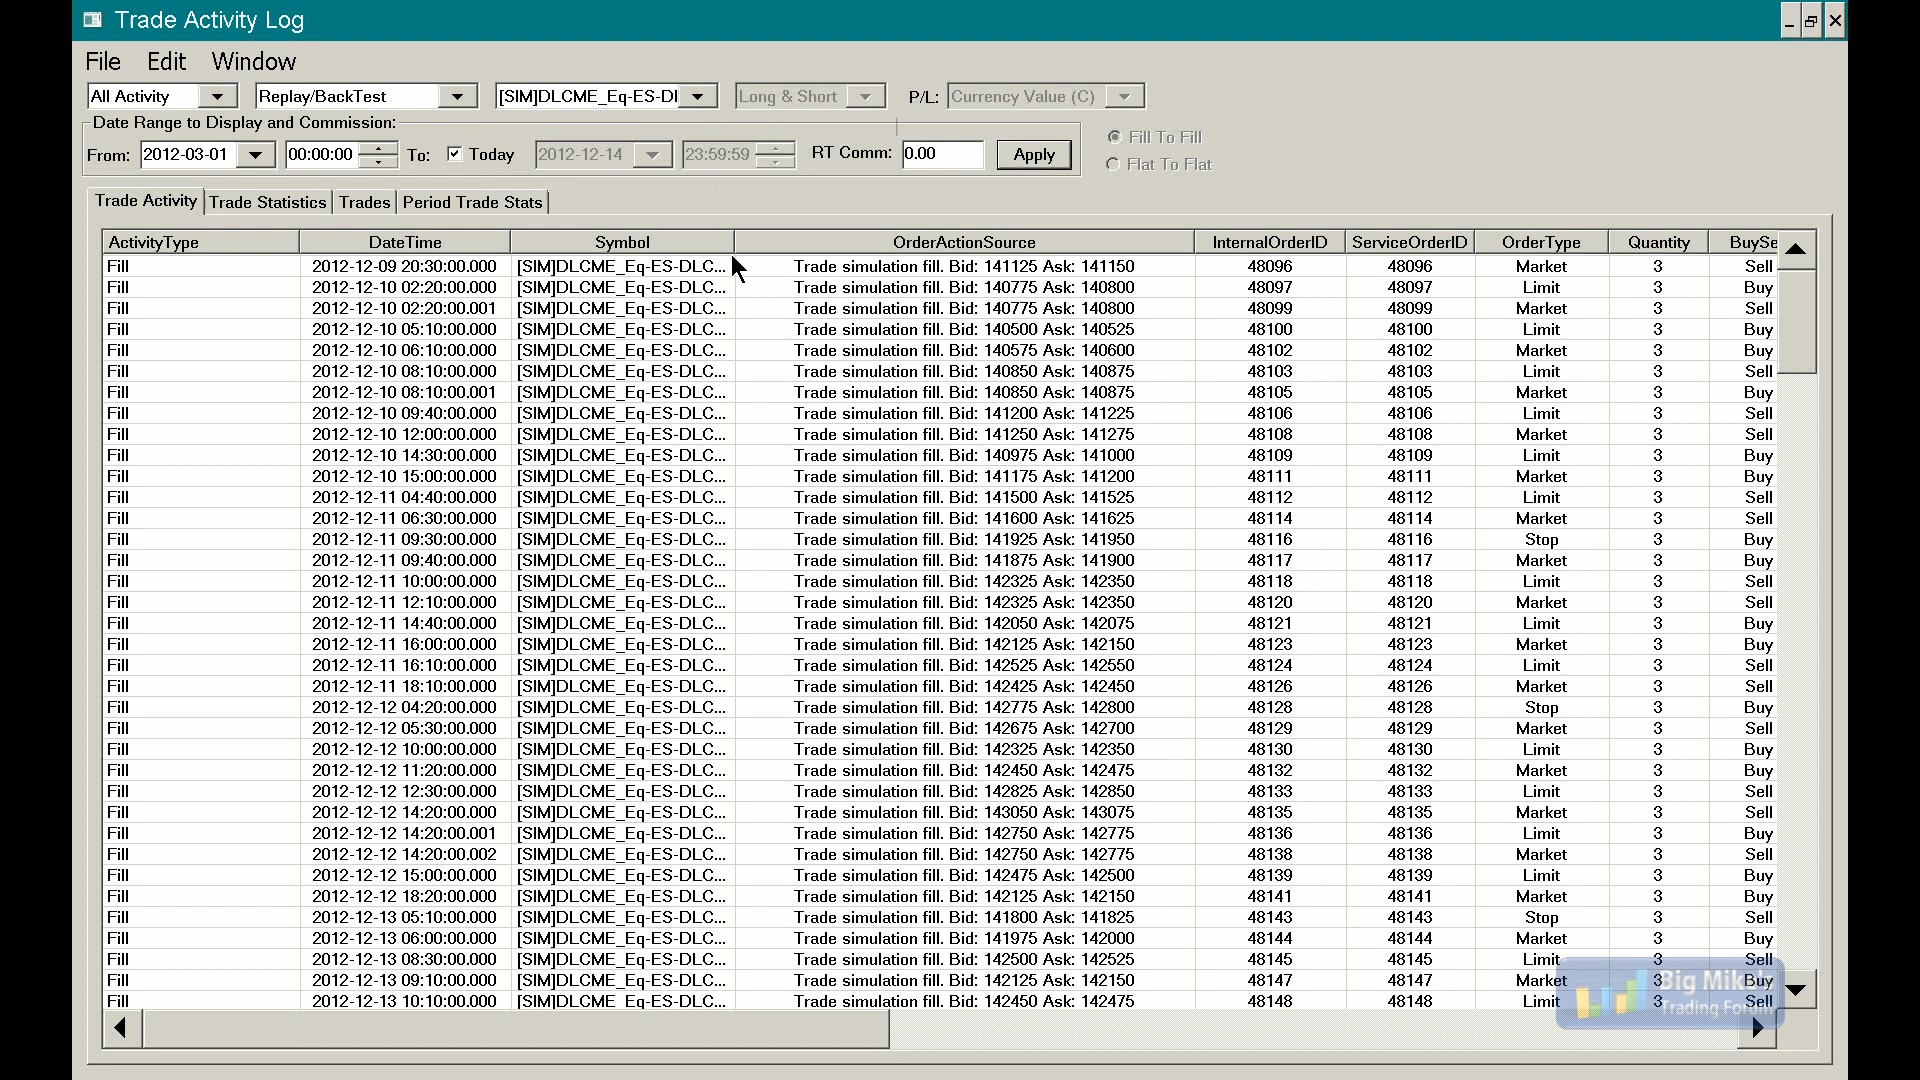 Trade Activity Log
File Edit Window
All Activity Replay/BackTest [SIM]DLCME_Eq-ES-Dl Long & Short P/L: Currency Value (C)
Date Range to Display and Commission:
From: 2012-03-01 00:00:00 To: Today 2012-12-14 23:59:59 RT Comm: 0.00 Apply
Fill To Fill
Flat To Flat
Trade Activity Trade Statistics Trades Period Trade Stats
ActivityType DateTime Symbol OrderActionSource InternalOrderID ServiceOrderID OrderType Quantity BuySe
Fill 2012-12-09 20:30:00.000 [SIM]DLCME_Eq-ES-DLC... Trade simulation fill. Bid: 141125 Ask: 141150 48096 48096 Market 3 Sell
Fill 2012-12-10 02:20:00.000 [SIM]DLCME_Eq-ES-DLC... Trade simulation fill. Bid: 140775 Ask: 140800 48097 48097 Limit 3 Buy
Fill 2012-12-10 02:20:00.001 [SIM]DLCME_Eq-ES-DLC... Trade simulation fill. Bid: 140775 Ask: 140800 48099 48099 Market 3 Sell
Fill 2012-12-10 05:10:00.000 [SIM]DLCME_Eq-ES-DLC... Trade simulation fill. Bid: 140500 Ask: 140525 48100 48100 Limit 3 Buy
Fill 2012-12-10 06:10:00.000 [SIM]DLCME_Eq-ES-DLC... Trade simulation fill. Bid: 140575 Ask: 140600 48102 48102 Market 3 Buy
Fill 2012-12-10 08:10:00.000 [SIM]DLCME_Eq-ES-DLC... Trade simulation fill. Bid: 140850 Ask: 140875 48103 48103 Limit 3 Sell
Fill 2012-12-10 08:10:00.001 [SIM]DLCME_Eq-ES-DLC... Trade simulation fill. Bid: 140850 Ask: 140875 48105 48105 Market 3 Buy
Fill 2012-12-10 09:40:00.000 [SIM]DLCME_Eq-ES-DLC... Trade simulation fill. Bid: 141200 Ask: 141225 48106 48106 Limit 3 Sell
Fill 2012-12-10 12:00:00.000 [SIM]DLCME_Eq-ES-DLC... Trade simulation fill. Bid: 141250 Ask: 141275 48108 48108 Market 3 Sell
Fill 2012-12-10 14:30:00.000 [SIM]DLCME_Eq-ES-DLC... Trade simulation fill. Bid: 140975 Ask: 141000 48109 48109 Limit 3 Buy
Fill 2012-12-10 15:00:00.000 [SIM]DLCME_Eq-ES-DLC... Trade simulation fill. Bid: 141175 Ask: 141200 48111 48111 Market 3 Buy
Fill 2012-12-11 04:40:00.000 [SIM]DLCME_Eq-ES-DLC... Trade simulation fill. Bid: 141500 Ask: 141525 48112 48112 Limit 3 Sell
Fill 2012-12-11 06:30:00.000 [SIM]DLCME_Eq-ES-DLC... Trade simulation fill. Bid: 141600 Ask: 141625 48114 48114 Market 3 Sell
Fill 2012-12-11 09:30:00.000 [SIM]DLCME_Eq-ES-DLC... Trade simulation fill. Bid: 141925 Ask: 141950 48116 48116 Stop 3 Buy
Fill 2012-12-11 09:40:00.000 [SIM]DLCME_Eq-ES-DLC... Trade simulation fill. Bid: 141875 Ask: 141900 48117 48117 Market 3 Buy
Fill 2012-12-11 10:00:00.000 [SIM]DLCME_Eq-ES-DLC... Trade simulation fill. Bid: 142325 Ask: 142350 48118 48118 Limit 3 Sell
Fill 2012-12-11 12:10:00.000 [SIM]DLCME_Eq-ES-DLC... Trade simulation fill. Bid: 142325 Ask: 142350 48120 48120 Market 3 Sell
Fill 2012-12-11 14:40:00.000 [SIM]DLCME_Eq-ES-DLC... Trade simulation fill. Bid: 142050 Ask: 142075 48121 48121 Limit 3 Buy
Fill 2012-12-11 16:00:00.000 [SIM]DLCME_Eq-ES-DLC... Trade simulation fill. Bid: 142125 Ask: 142150 48123 48123 Market 3 Buy
Fill 2012-12-11 16:10:00.000 [SIM]DLCME_Eq-ES-DLC... Trade simulation fill. Bid: 142525 Ask: 142550 48124 48124 Limit 3 Sell
Fill 2012-12-11 18:10:00.000 [SIM]DLCME_Eq-ES-DLC... Trade simulation fill. Bid: 142425 Ask: 142450 48126 48126 Market 3 Sell
Fill 2012-12-12 04:20:00.000 [SIM]DLCME_Eq-ES-DLC... Trade simulation fill. Bid: 142775 Ask: 142800 48128 48128 Stop 3 Buy
Fill 2012-12-12 05:30:00.000 [SIM]DLCME_Eq-ES-DLC... Trade simulation fill. Bid: 142675 Ask: 142700 48129 48129 Market 3 Sell
Fill 2012-12-12 10:00:00.000 [SIM]DLCME_Eq-ES-DLC... Trade simulation fill. Bid: 142325 Ask: 142350 48130 48130 Limit 3 Buy
Fill 2012-12-12 11:20:00.000 [SIM]DLCME_Eq-ES-DLC... Trade simulation fill. Bid: 142450 Ask: 142475 48132 48132 Market 3 Buy
Fill 2012-12-12 12:30:00.000 [SIM]DLCME_Eq-ES-DLC... Trade simulation fill. Bid: 142825 Ask: 142850 48133 48133 Limit 3 Sell
Fill 2012-12-12 14:20:00.000 [SIM]DLCME_Eq-ES-DLC... Trade simulation fill. Bid: 143050 Ask: 143075 48135 48135 Market 3 Sell
Fill 2012-12-12 14:20:00.001 [SIM]DLCME_Eq-ES-DLC... Trade simulation fill. Bid: 142750 Ask: 142775 48136 48136 Limit 3 Buy
Fill 2012-12-12 14:20:00.002 [SIM]DLCME_Eq-ES-DLC... Trade simulation fill. Bid: 142750 Ask: 142775 48138 48138 Market 3 Sell
Fill 2012-12-12 15:00:00.000 [SIM]DLCME_Eq-ES-DLC... Trade simulation fill. Bid: 142475 Ask: 142500 48139 48139 Limit 3 Buy
Fill 2012-12-12 18:20:00.000 [SIM]DLCME_Eq-ES-DLC... Trade simulation fill. Bid: 142125 Ask: 142150 48141 48141 Market 3 Buy
Fill 2012-12-13 05:10:00.000 [SIM]DLCME_Eq-ES-DLC... Trade simulation fill. Bid: 141800 Ask: 141825 48143 48143 Stop 3 Sell
Fill 2012-12-13 06:00:00.000 [SIM]DLCME_Eq-ES-DLC... Trade simulation fill. Bid: 141975 Ask: 142000 48144 48144 Market 3 Buy
Fill 2012-12-13 08:30:00.000 [SIM]DLCME_Eq-ES-DLC... Trade simulation fill. Bid: 142500 Ask: 142525 48145 48145 Limit 3 Sell
Fill 2012-12-13 09:10:00.000 [SIM]DLCME_Eq-ES-DLC... Trade simulation fill. Bid: 142125 Ask: 142150 48147 48147 Market 3 Buy
Fill 2012-12-13 10:10:00.000 [SIM]DLCME_Eq-ES-DLC... Trade simulation fill. Bid: 142450 Ask: 142475 48148 48148 Limit 3 Sell
Big Mike's
Trading Forum